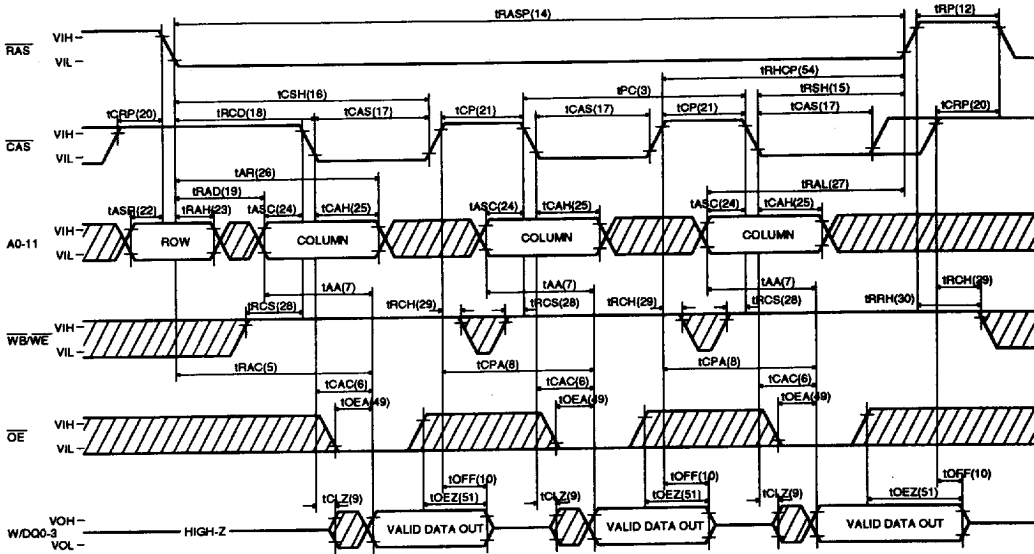 tRASP(14) tRP(12)
RAS VIH VIL
tRHCP(54)
tCSH(16) tPC(3) tRSH(15)
tCRP(20) tRCD(18) tCAS(17) tCP(21) tCAS(17) tCP(21) tCAS(17) tCRP(20)
CAS VIH VIL
tAR(26) tRAL(27)
tRAD(19)
tASR(22) tRAH(23) tASC(24) tCAH(25) tASC(24) tCAH(25) tASC(24) tCAH(25)
A0-11 VIH VIL ROW COLUMN COLUMN COLUMN
tAA(7) tAA(7) tAA(7)
tRCS(28) tRCH(29) tRCS(28) tRCH(29) tRCS(28) tRRH(30) tRCH(29)
WB/WE VIH VIL
tRAC(5) tCPA(8) tCPA(8)
tCAC(6) tCAC(6) tCAC(6)
tOEA(49) tOEA(49) tOEA(49)
OE VIH VIL
tOFF(10) tOFF(10) tOFF(10)
tCLZ(9) tOEZ(51) tCLZ(9) tOEZ(51) tCLZ(9) tOEZ(51)
W/DQ0-3 VOH VOL HIGH-Z VALID DATA OUT VALID DATA OUT VALID DATA OUT